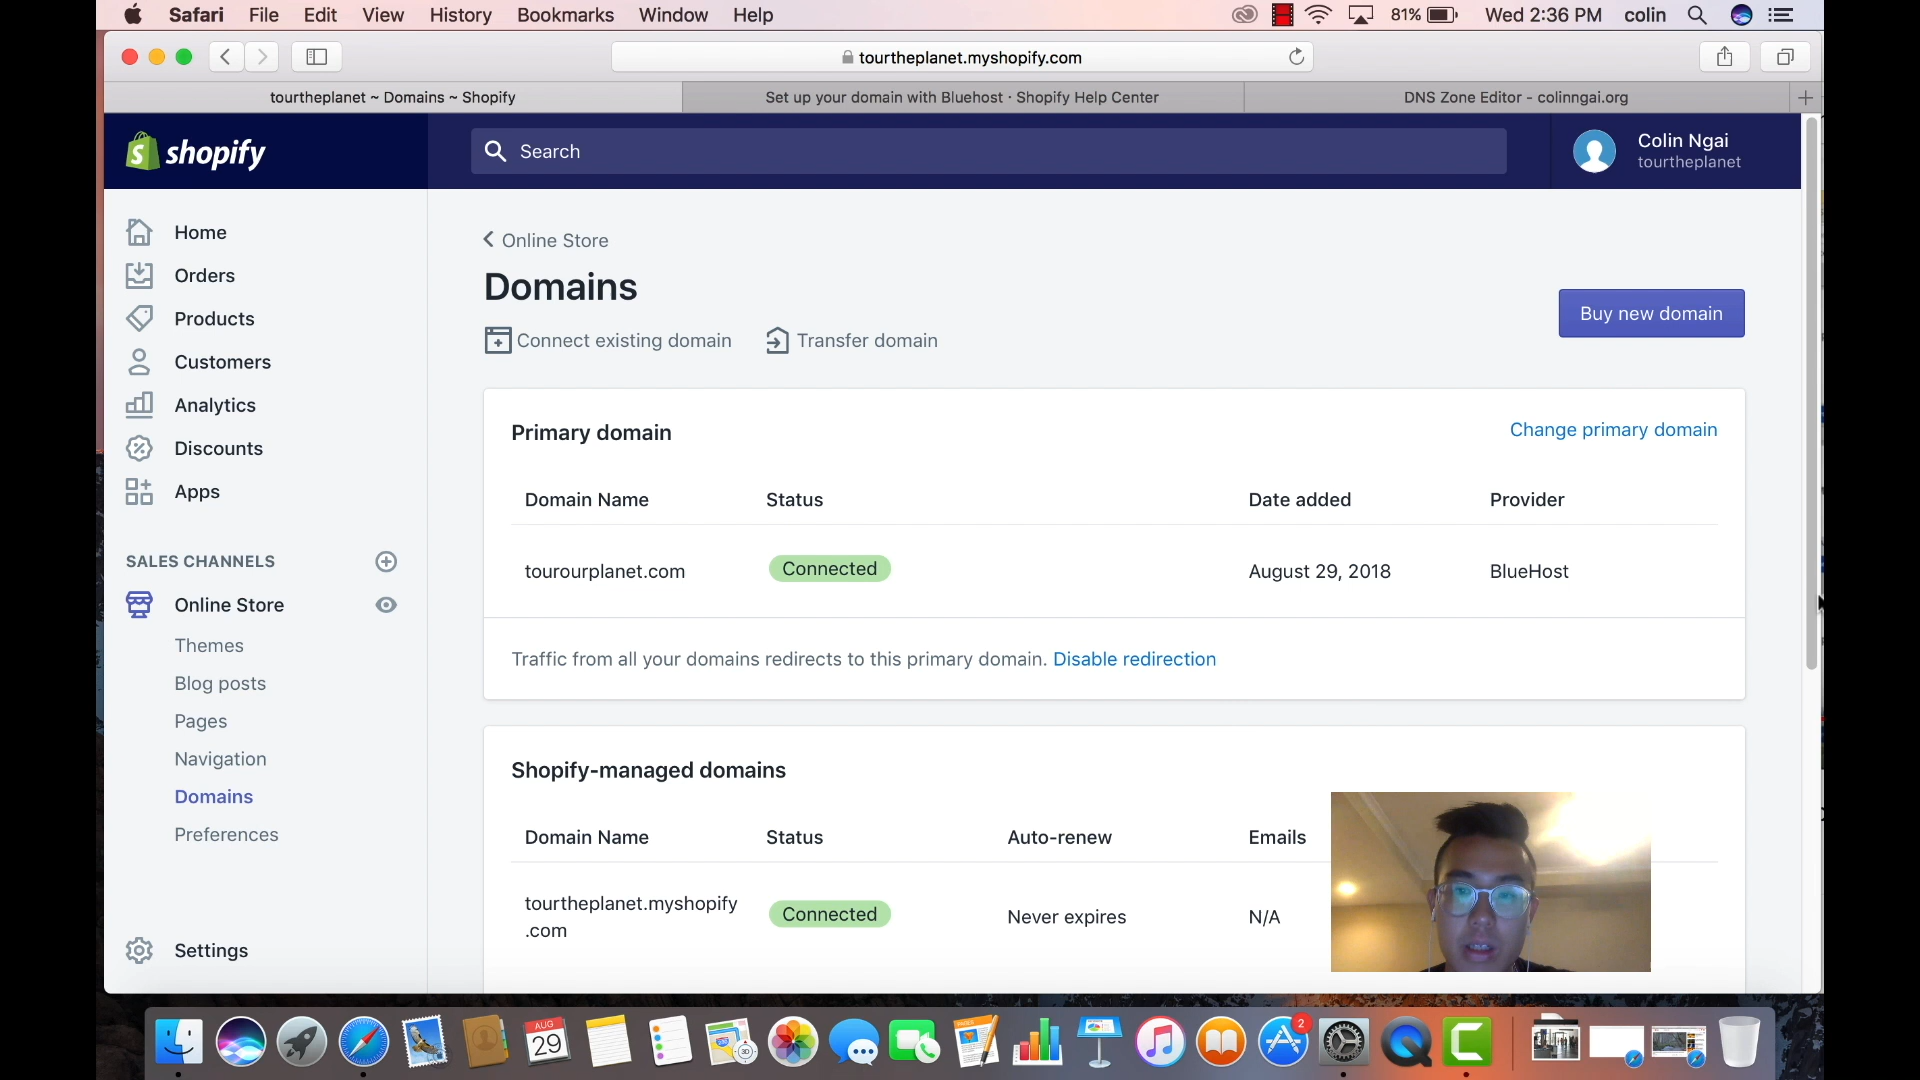 Safari File Edit View History Bookmarks Window Help 81% Wed 2:36 PM colin
tourtheplanet.myshopify.com
tourtheplanet ~ Domains ~ Shopify
Set up your domain with Bluehost · Shopify Help Center
DNS Zone Editor - colinngai.org
shopify
Search
Colin Ngai
tourtheplanet
Home
Orders
Products
Customers
Analytics
Discounts
Apps
SALES CHANNELS
Online Store
Themes
Blog posts
Pages
Navigation
Domains
Preferences
Settings
Online Store
Domains
Connect existing domain Transfer domain
Buy new domain
Primary domain
Change primary domain
Domain Name Status Date added Provider
tourourplanet.com Connected August 29, 2018 BlueHost
Traffic from all your domains redirects to this primary domain. Disable redirection
Shopify-managed domains
Domain Name Status Auto-renew Emails
tourtheplanet.myshopify
.com
Connected Never expires N/A
AUG
29
3D
2